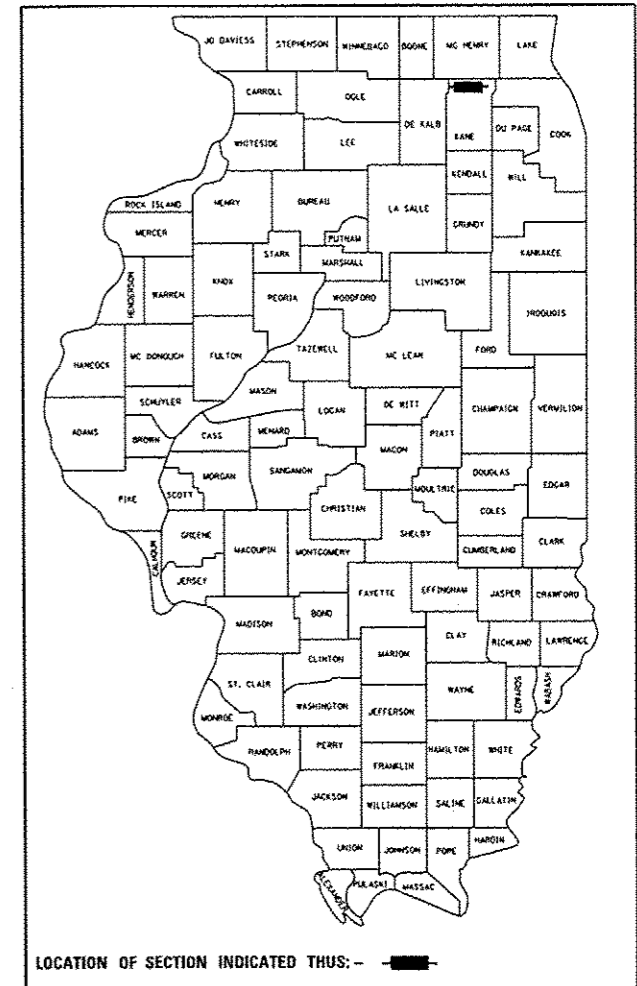 JO DAVIESS STEPHENSON WINNEBAGO BOONE MC HENRY LAKE
CARROLL OGLE DE KALB KANE DU PAGE COOK
WHITESIDE LEE KENDALL WILL
ROCK ISLAND HENRY BUREAU LA SALLE GRUNDY
MERCER PUTNAM KANKAKEE
STARK MARSHALL
HENDERSON WARREN KNOX PEORIA WOODFORD LIVINGSTON IROQUOIS
HANCOCK MC DONOUGH FULTON TAZEWELL MC LEAN FORD
MASON
SCHUYLER LOGAN DE WITT CHAMPAIGN VERMILION
ADAMS BROWN CASS MENARD MACON PIATT
PIKE SCOTT MORGAN SANGAMON MOULTRIE DOUGLAS EDGAR
CHRISTIAN COLES
CALHOUN GREENE MACOUPIN MONTGOMERY SHELBY CUMBERLAND CLARK
JERSEY FAYETTE EFFINGHAM JASPER CRAWFORD
MADISON BOND CLAY RICHLAND LAWRENCE
CLINTON MARION
ST. CLAIR WASHINGTON JEFFERSON WAYNE EDWARDS WABASH
MONROE
RANDOLPH PERRY FRANKLIN HAMILTON WHITE
JACKSON WILLIAMSON SALINE GALLATIN
UNION JOHNSON POPE HARDIN
ALEXANDER PULASKI MASSAC
LOCATION OF SECTION INDICATED THUS: -